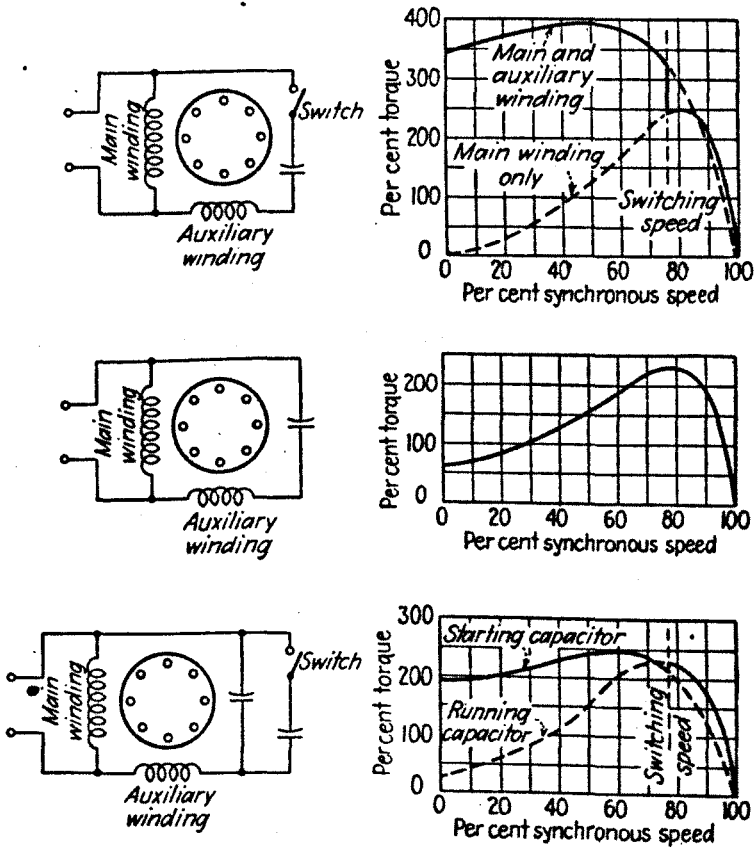 Main
winding
Switch
Auxiliary
winding
Per cent torque
400
300
200
100
0
Main and
auxiliary
winding
Main winding
only
Switching
speed
0 20 40 60 80 100
Per cent synchronous speed
Main
winding
Auxiliary
winding
Per cent torque
200
100
0
0 20 40 60 80 100
Per cent synchronous speed
Main
winding
Switch
Auxiliary
winding
Per cent torque
300
200
100
0
Starting capacitor
Running
capacitor
Switching
speed
0 20 40 60 80 100
Per cent synchronous speed